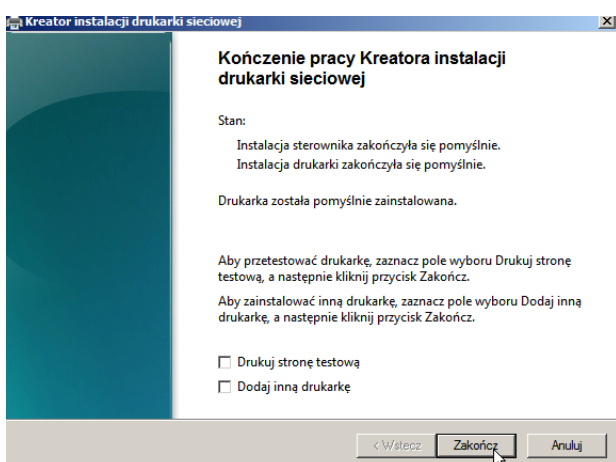 Kreator instalacji drukarki sieciowej
Kończenie pracy Kreatora instalacji
drukarki sieciowej
Stan:
Instalacja sterownika zakończyła się pomyślnie.
Instalacja drukarki zakończyła się pomyślnie.
Drukarka została pomyślnie zainstalowana.
Aby przetestować drukarkę, zaznacz pole wyboru Drukuj stronę
testową, a następnie kliknij przycisk Zakończ.
Aby zainstalować inną drukarkę, zaznacz pole wyboru Dodaj inną
drukarkę, a następnie kliknij przycisk Zakończ.
Drukuj stronę testową
Dodaj inną drukarkę
< Wstecz Zakończ Anuluj